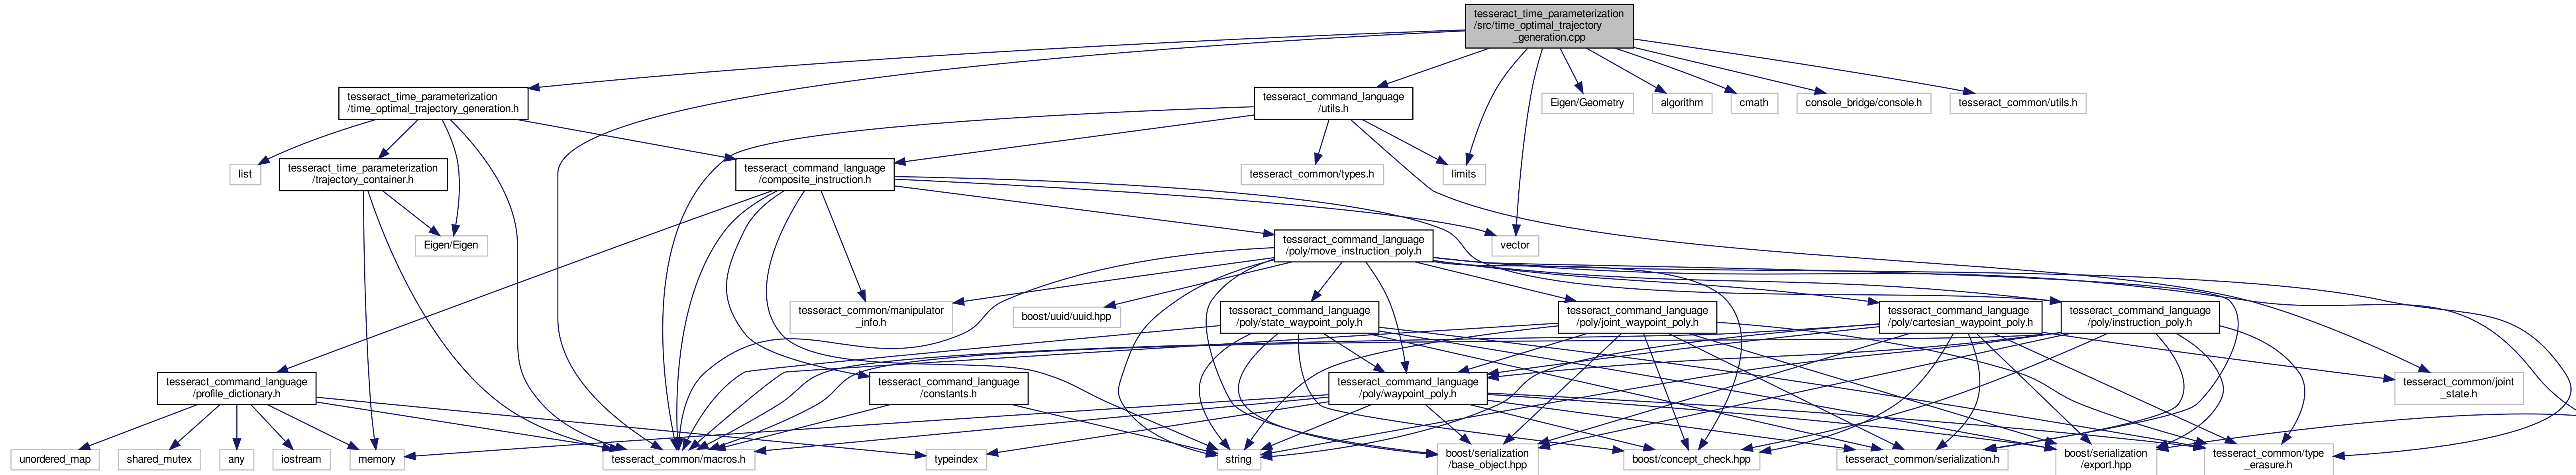 tesseract_time_parameterization
/src/time_optimal_trajectory
_generation.cpp
tesseract_time_parameterization
/time_optimal_trajectory_generation.h
tesseract_command_language
/utils.h
Eigen/Geometry
algorithm
cmath
console_bridge/console.h
tesseract_common/utils.h
list
tesseract_time_parameterization
/trajectory_container.h
tesseract_command_language
/composite_instruction.h
tesseract_common/types.h
limits
Eigen/Eigen
tesseract_command_language
/poly/move_instruction_poly.h
vector
tesseract_common/manipulator
_info.h
boost/uuid/uuid.hpp
tesseract_command_language
/poly/state_waypoint_poly.h
tesseract_command_language
/poly/joint_waypoint_poly.h
tesseract_command_language
/poly/cartesian_waypoint_poly.h
tesseract_command_language
/poly/instruction_poly.h
tesseract_command_language
/profile_dictionary.h
tesseract_command_language
/constants.h
tesseract_command_language
/poly/waypoint_poly.h
tesseract_common/joint
_state.h
unordered_map
shared_mutex
any
iostream
memory
tesseract_common/macros.h
typeindex
string
boost/serialization
/base_object.hpp
boost/concept_check.hpp
tesseract_common/serialization.h
boost/serialization
/export.hpp
tesseract_common/type
_erasure.h